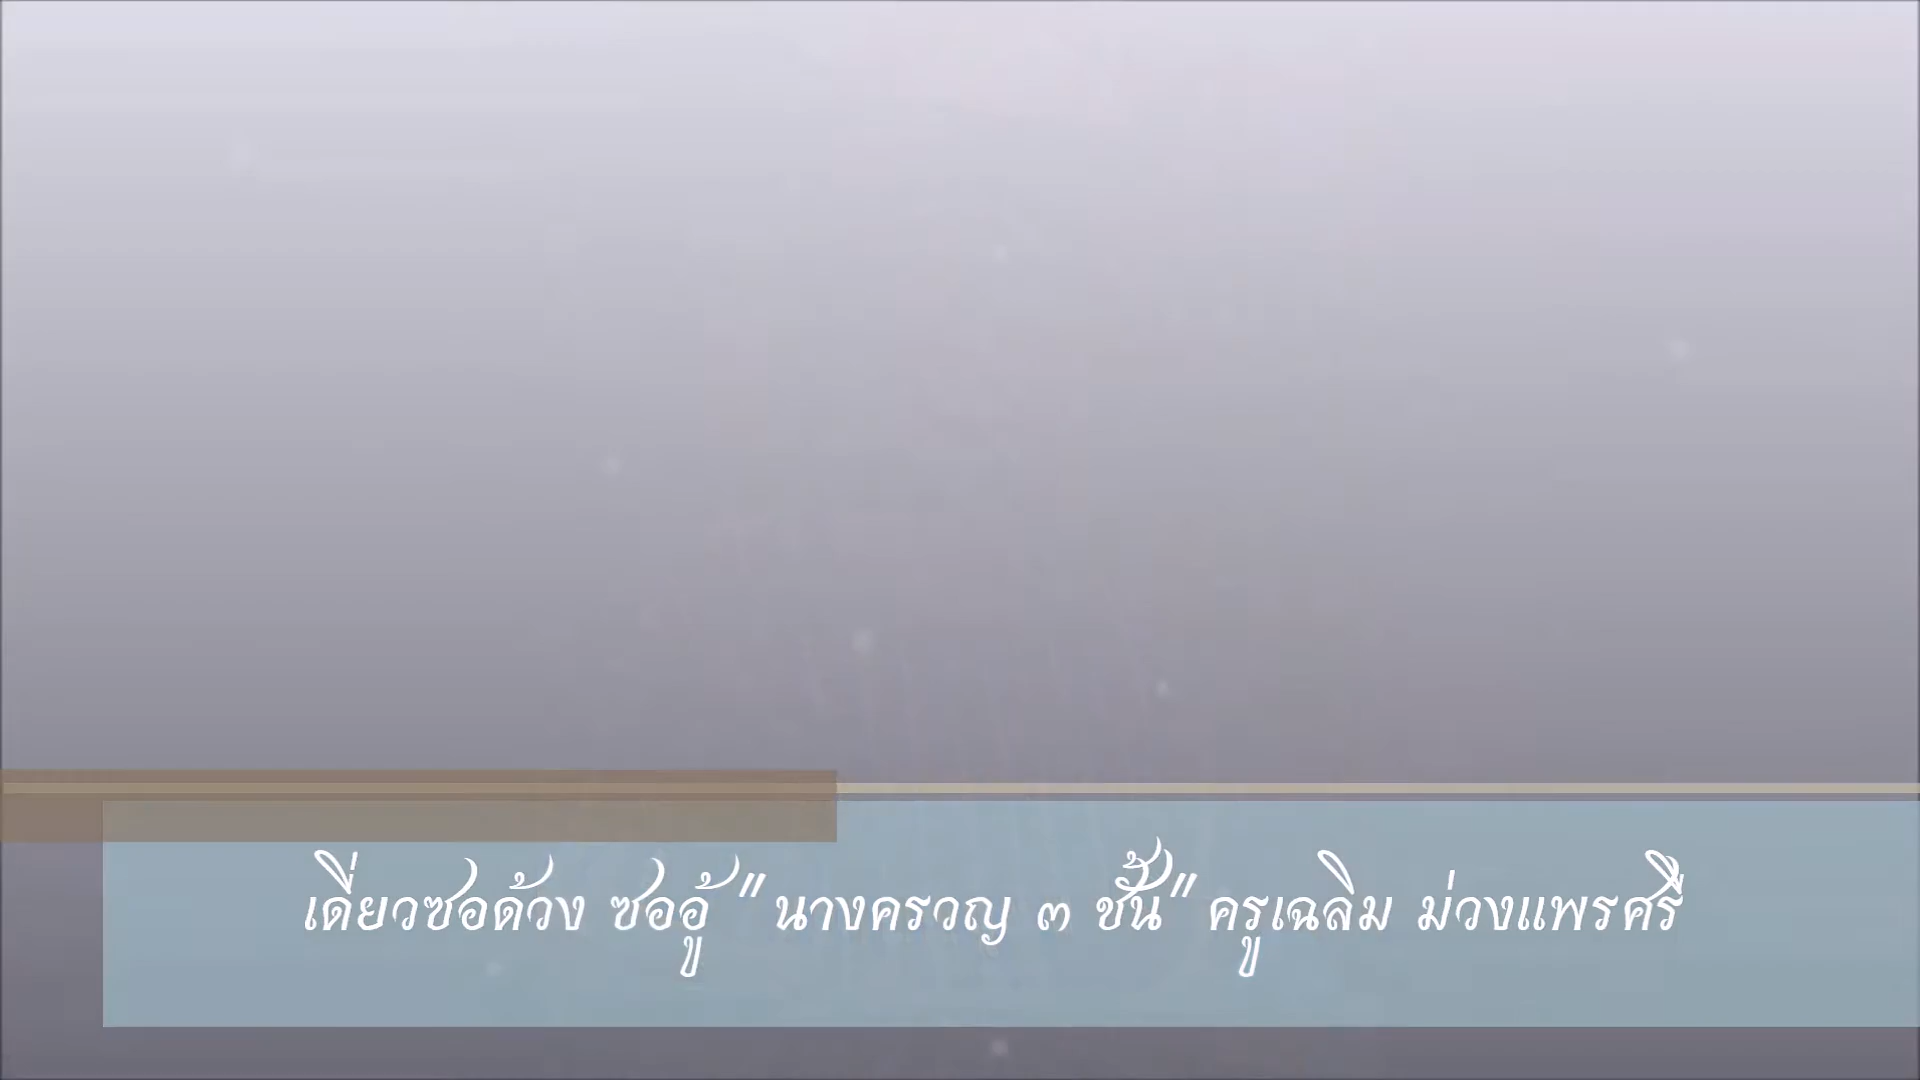 เดี่ยวซอด้วง ซออู้ "นางครวญ ๓ ชั้น" ครูเฉลิม ม่วงแพรศรี